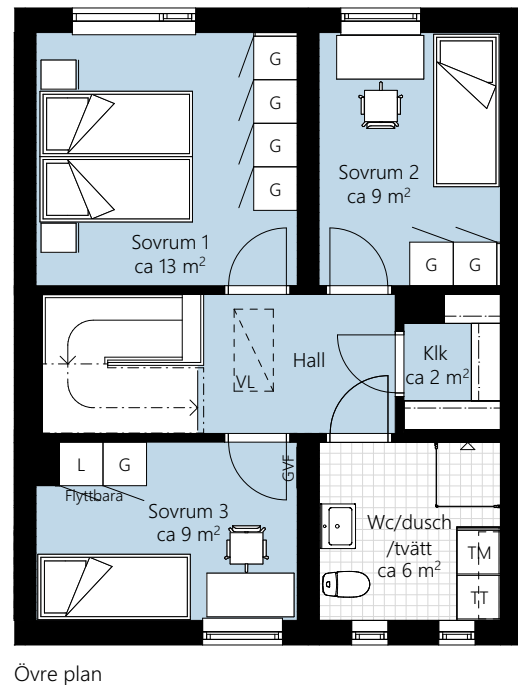 G
G
G
G
Sovrum 1
ca 13 m²
Sovrum 2
ca 9 m²
G G
VL
Hall
Klk
ca 2 m²
L G
Flyttbara
GVF
Sovrum 3
ca 9 m²
Wc/dusch
/tvätt
ca 6 m²
TM
TT
Övre plan